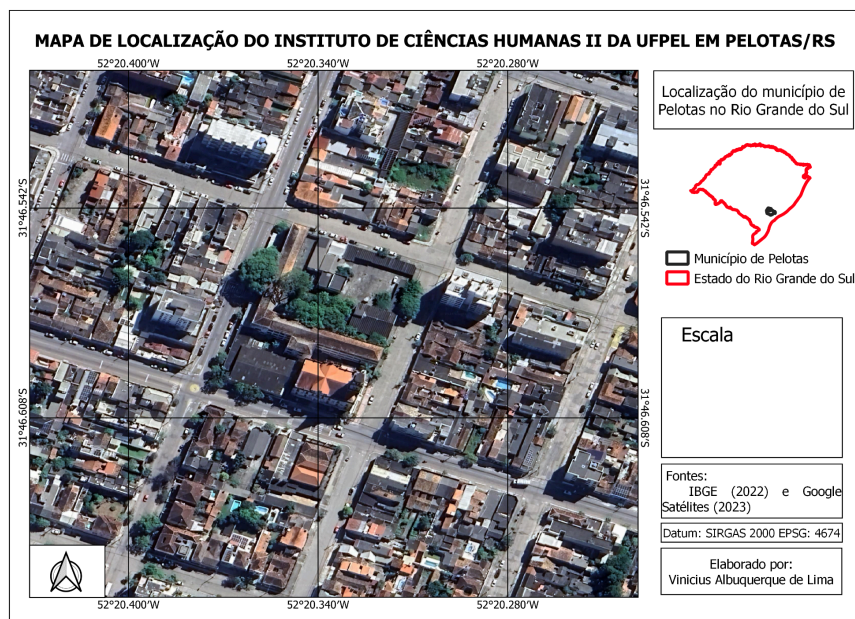 MAPA DE LOCALIZAÇÃO DO INSTITUTO DE CIÊNCIAS HUMANAS II DA UFPEL EM PELOTAS/RS
52°20.400'W
52°20.340'W
52°20.280'W
31°46.542'S
31°46.542'S
31°46.608'S
31°46.608'S
52°20.400'W
52°20.340'W
52°20.280'W
Localização do município de
Pelotas no Rio Grande do Sul
Município de Pelotas
Estado do Rio Grande do Sul
Escala
Fontes:
IBGE (2022) e Google
Satélites (2023)
Datum: SIRGAS 2000 EPSG: 4674
Elaborado por:
Vinicius Albuquerque de Lima